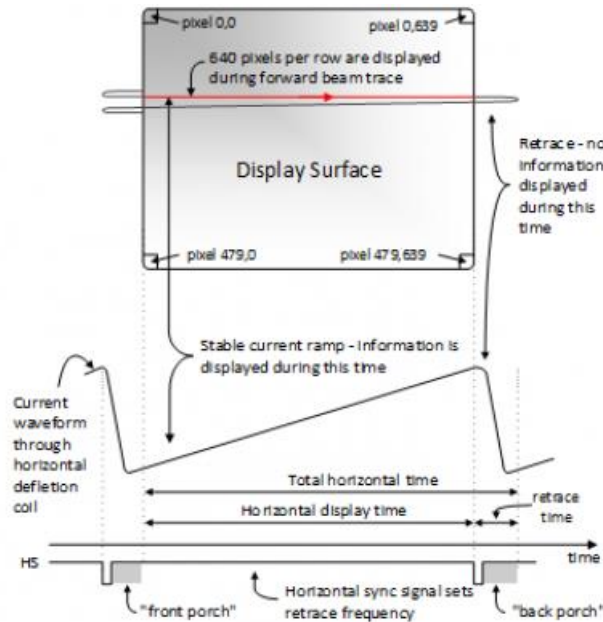 pixel 0,0
pixel 0,639
640 pixels per row are displayed
during forward beam trace
Retrace - no
information
displayed
during this
time
Display Surface
pixel 479,0
pixel 479,639
Stable current ramp - information is
displayed during this time
Current
waveform
through
horizontal
defletion
coil
Total horizontal time
Horizontal display time
retrace
time
time
HS
Horizontal sync signal sets
retrace frequency
"front porch"
"back porch"